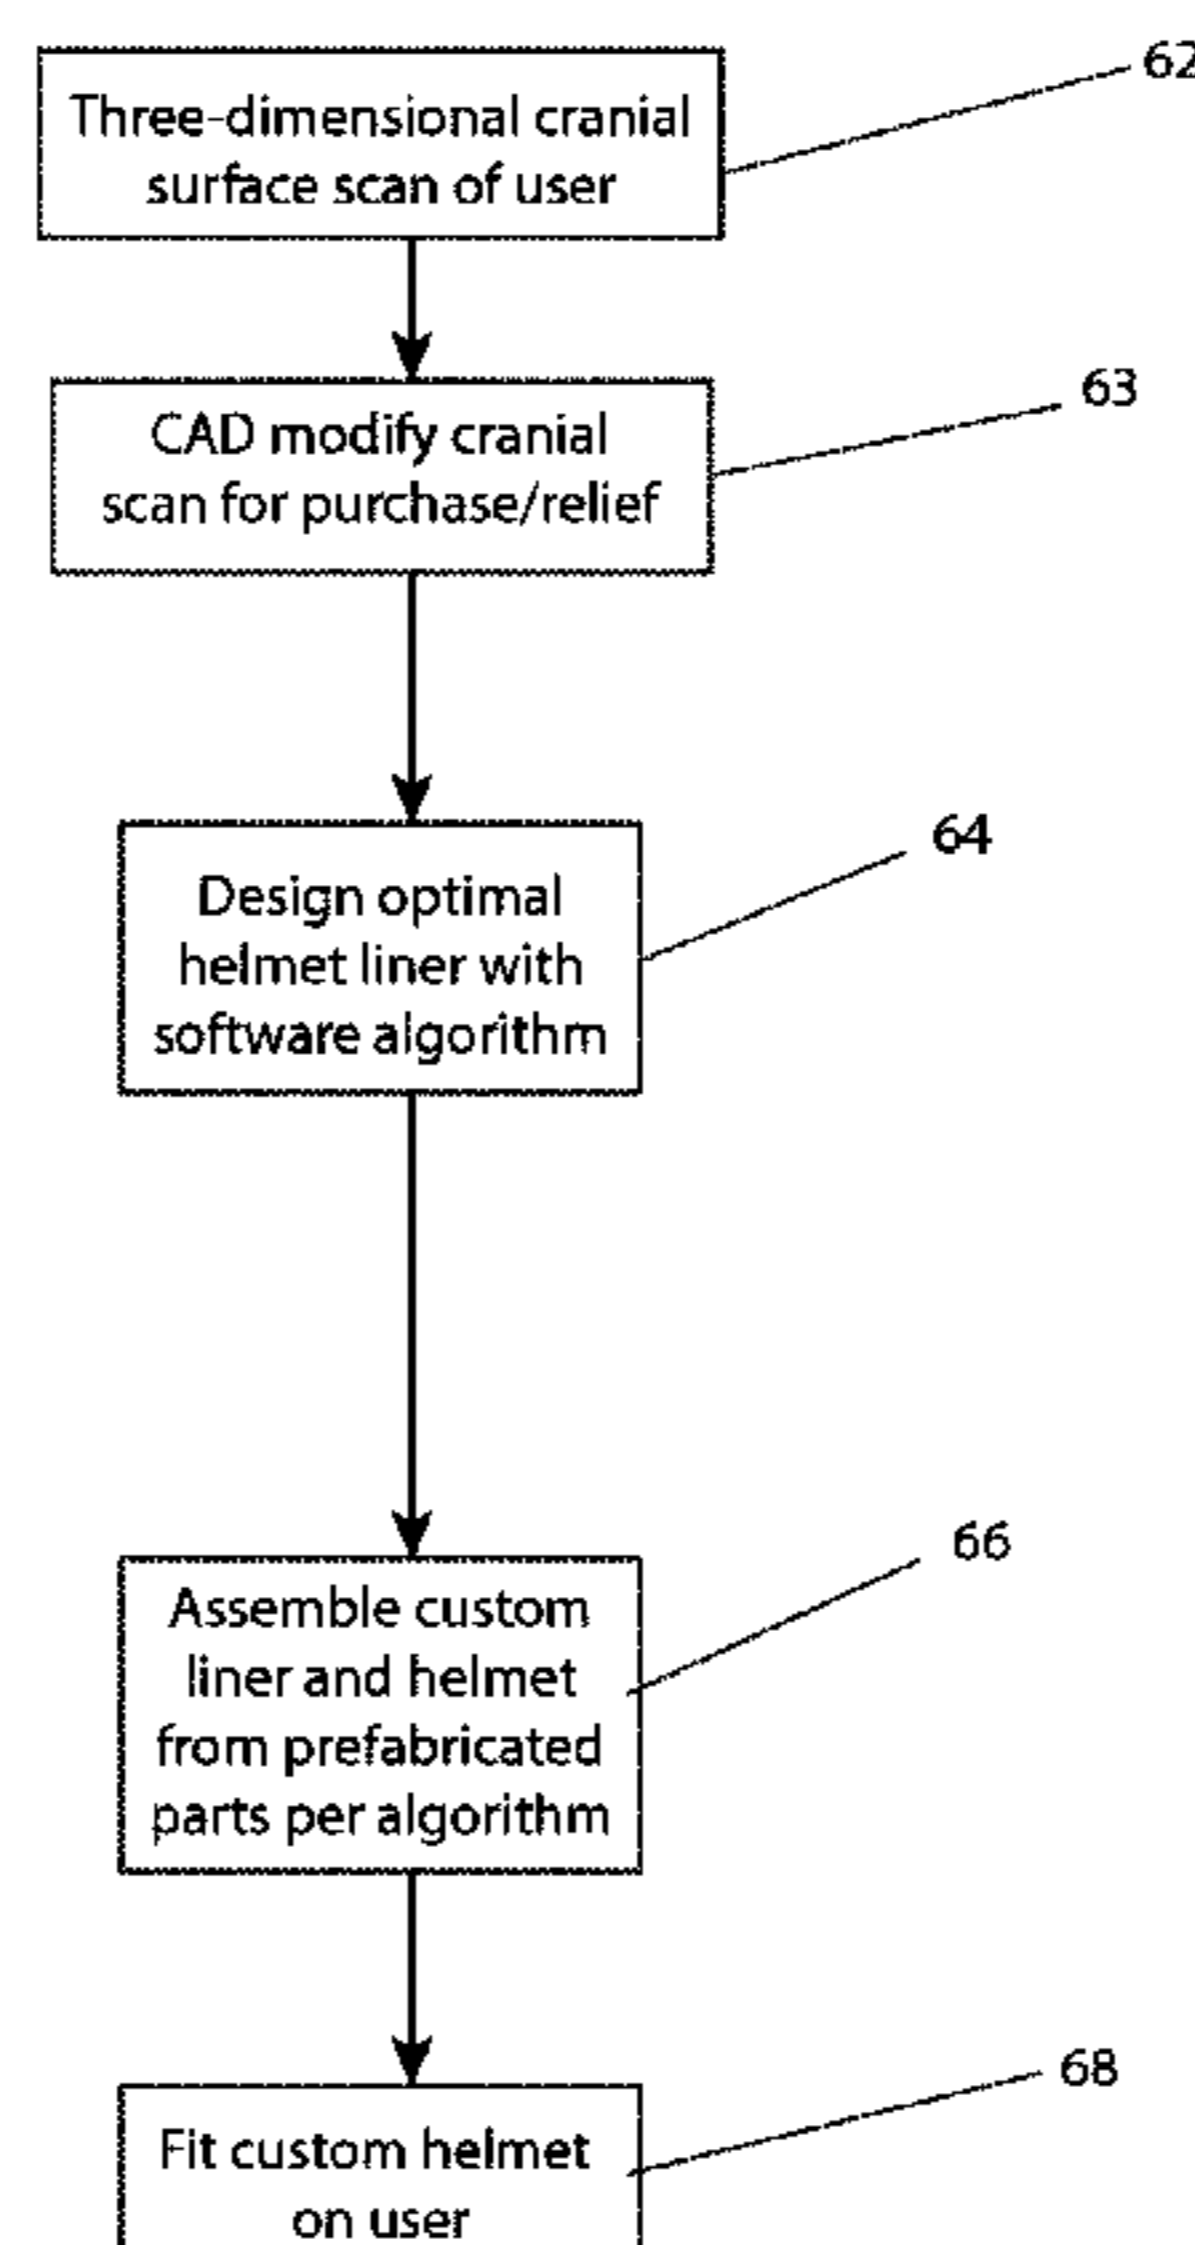 62
Three-dimensional cranial
surface scan of user
63
CAD modify cranial
scan for purchase/relief
64
Design optimal
helmet liner with
software algorithm
66
Assemble custom
liner and helmet
from prefabricated
parts per algorithm
68
Fit custom helmet
on user